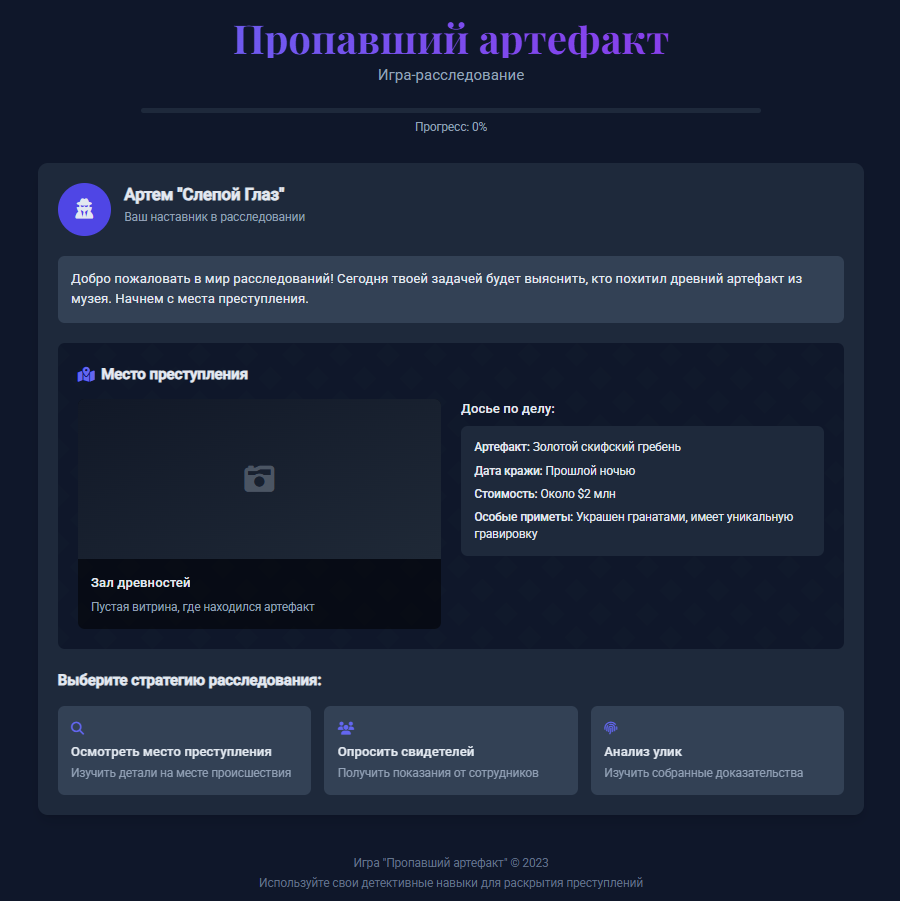 Пропавший артефакт
Игра-расследование
Прогресс: 0%
Артем "Слепой Глаз"
Ваш наставник в расследовании
Добро пожаловать в мир расследований! Сегодня твоей задачей будет выяснить, кто похитил древний артефакт из
музея. Начнем с места преступления.
Место преступления
Зал древностей
Пустая витрина, где находился артефакт
Досье по делу:
Артефакт: Золотой скифский гребень
Дата кражи: Прошлой ночью
Стоимость: Около $2 млн
Особые приметы: Украшен гранатами, имеет уникальную
гравировку
Выберите стратегию расследования:
Осмотреть место преступления
Изучить детали на месте происшествия
Опросить свидетелей
Получить показания от сотрудников
Анализ улик
Изучить собранные доказательства
Игра "Пропавший артефакт" © 2023
Используйте свои детективные навыки для раскрытия преступлений